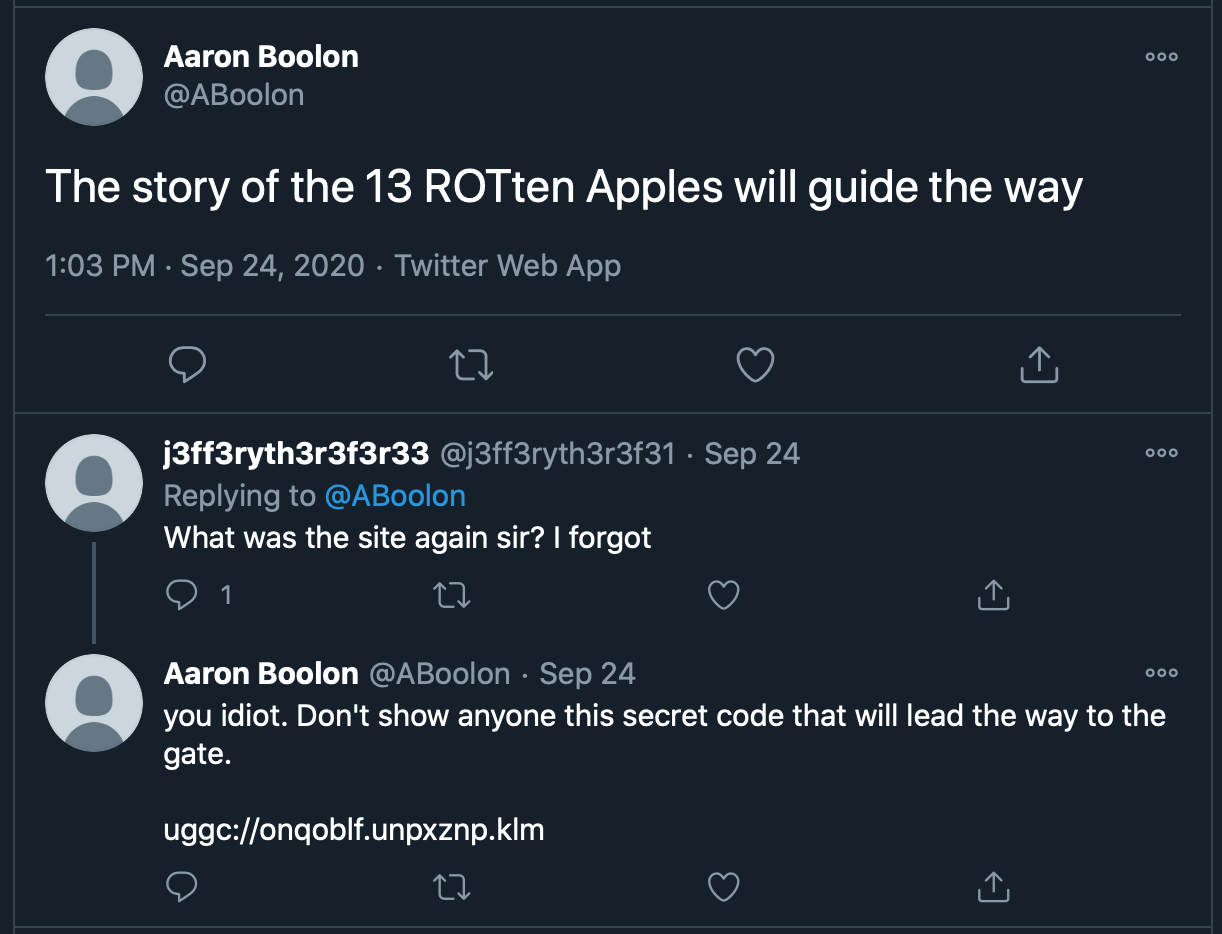 Aaron Boolon
@ABoolon
The story of the 13 ROTten Apples will guide the way
1:03 PM · Sep 24, 2020 · Twitter Web App
j3ff3ryth3r3f3r33 @j3ff3ryth3r3f31 · Sep 24
Replying to @ABoolon
What was the site again sir? I forgot
1
Aaron Boolon @ABoolon · Sep 24
you idiot. Don't show anyone this secret code that will lead the way to the
gate.
uggc://onqoblf.unpxznp.klm